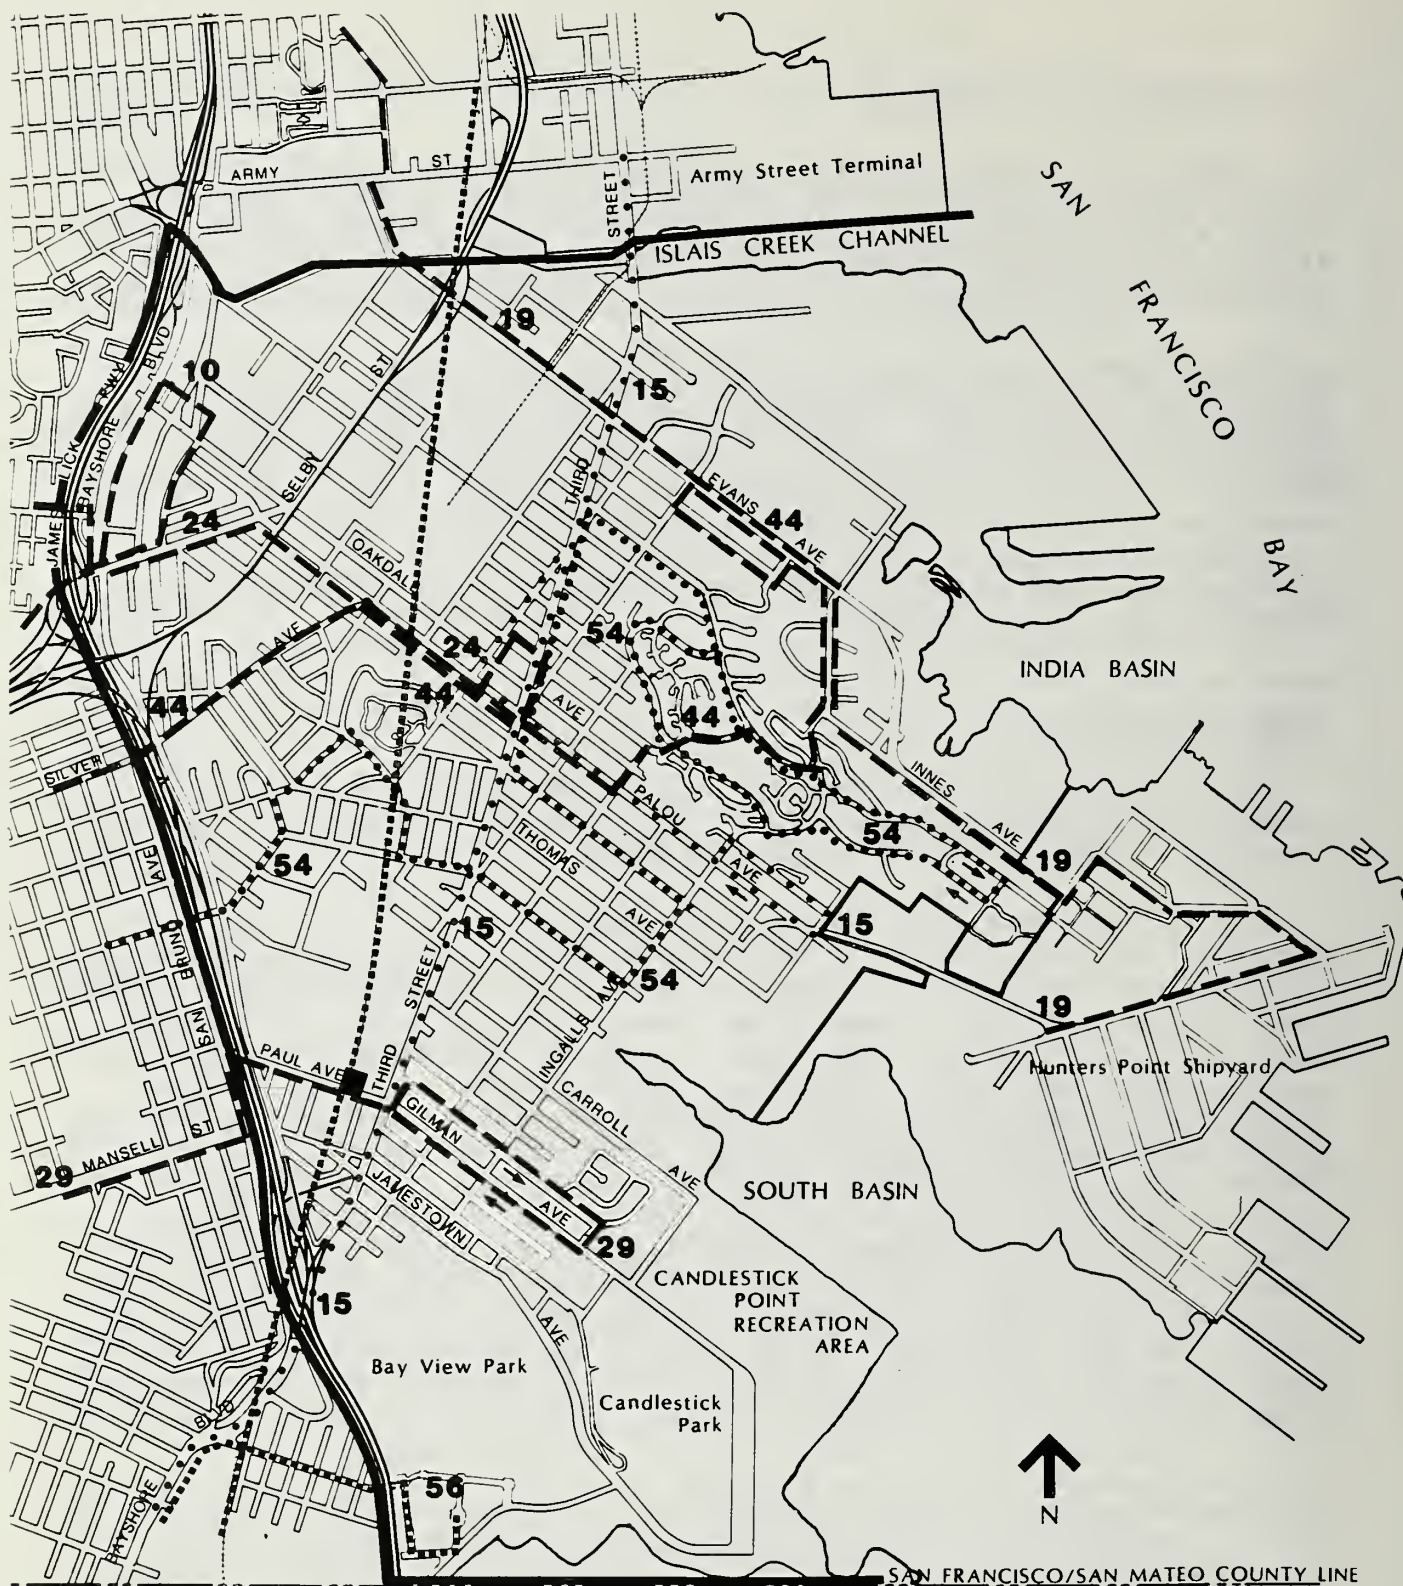 ARMY
ST
STREET
Army Street Terminal
SAN
FRANCISCO
BAY
ISLAIS CREEK CHANNEL
19
BLVD
ST
10
15
FWY
LICK
BAYSHORE
JAMES
SELBY
THIRD
EVANS
44
AVE
24
OAKDAL
AVE
54
24
44
44
AVE
44
INDIA BASIN
SILVER
PALOU
INNES
AVE
THOMAS
54
19
AVE
54
AVE
AVE
15
BRUNO
15
STREET
54
AVE
INGALLS
19
SAN
PAUL AVE
THIRD
Hunters Point Shipyard
GILMAN
CARROLL
AVE
MANSELL ST
29
JAMESTOWN
AVE
SOUTH BASIN
29
CANDLESTICK
POINT
RECREATION
AREA
15
AVE
Bay View Park
Candlestick
Park
BLVD
BAYSHORE
56
N
SAN FRANCISCO/SAN MATEO COUNTY LINE